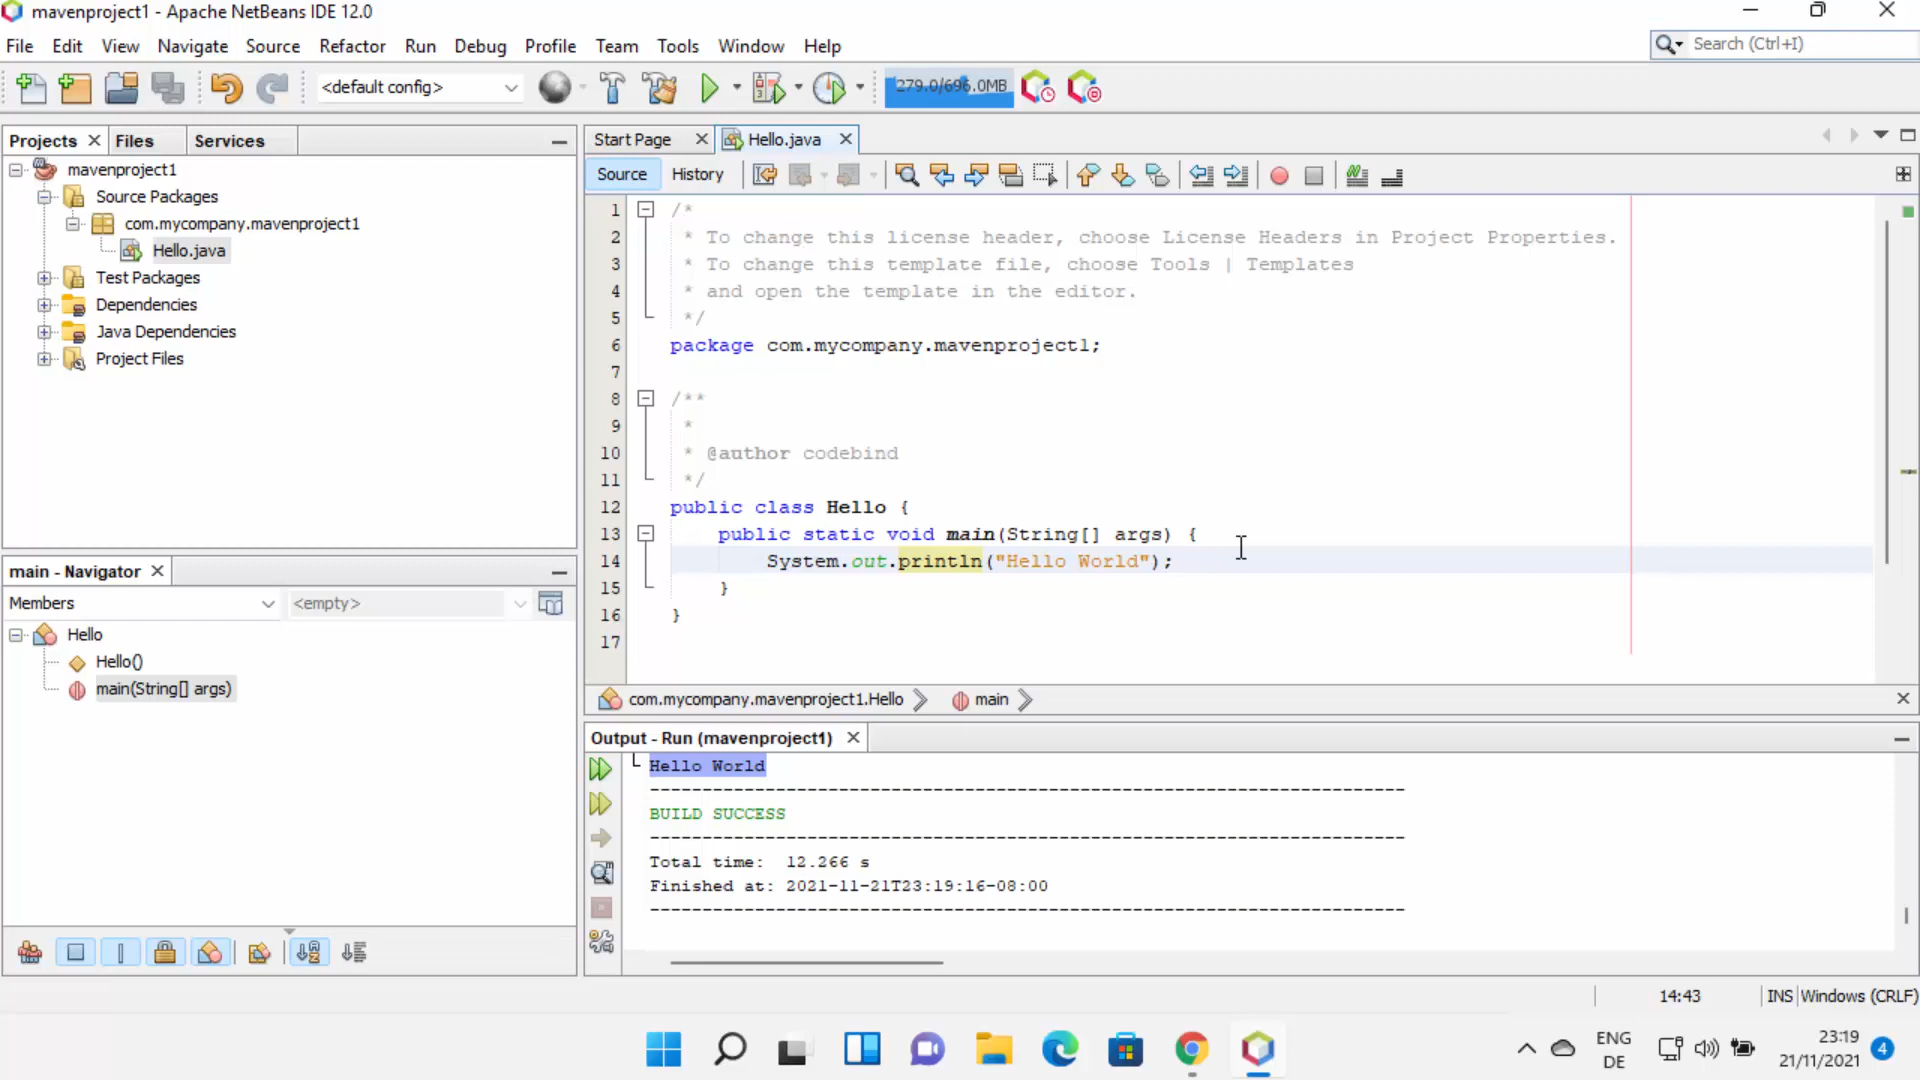 mavenproject1 - Apache NetBeans IDE 12.0
File Edit View Navigate Source Refactor Run Debug Profile Team Tools Window Help
Search (Ctrl+I)
<default config>
279.0/696.0MB
Projects Files Services
mavenproject1
Source Packages
com.mycompany.mavenproject1
Hello.java
Test Packages
Dependencies
Java Dependencies
Project Files
main - Navigator
Members
<empty>
Hello
Hello()
main(String[] args)
Start Page Hello.java
Source History
1 /*
2 * To change this license header, choose License Headers in Project Properties.
3 * To change this template file, choose Tools | Templates
4 * and open the template in the editor.
5 */
6 package com.mycompany.mavenproject1;
7
8 /**
9 *
10 * @author codebind
11 */
12 public class Hello {
13 public static void main(String[] args) {
14 System.out.println("Hello World");
15 }
16 }
17
com.mycompany.mavenproject1.Hello main
Output - Run (mavenproject1)
Hello World
------------------------------------------------------------------------
BUILD SUCCESS
------------------------------------------------------------------------
Total time: 12.266 s
Finished at: 2021-11-21T23:19:16-08:00
------------------------------------------------------------------------
14:43 INS Windows (CRLF)
ENG
DE
23:19
21/11/2021
4